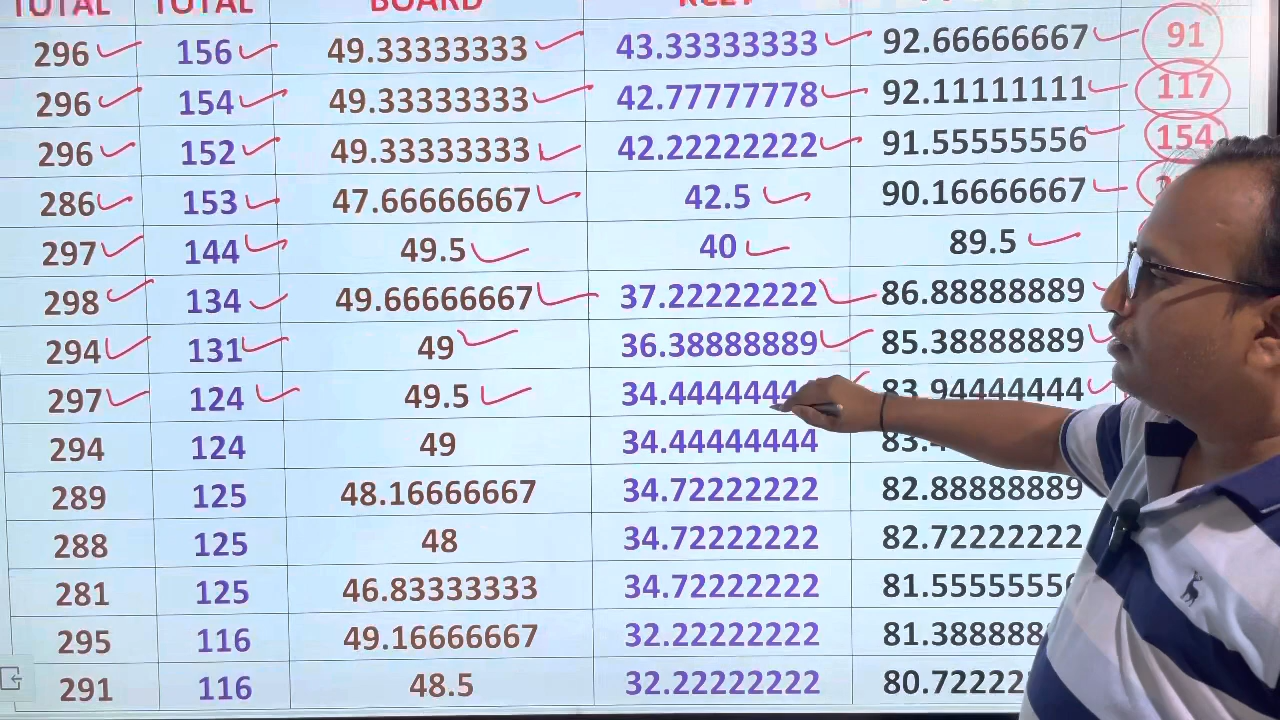 TOTAL TOTAL BOARD KCET
296 156 49.33333333 43.33333333 92.66666667 91
296 154 49.33333333 42.77777778 92.11111111 117
296 152 49.33333333 42.22222222 91.55555556 154
286 153 47.66666667 42.5 90.16666667
297 144 49.5 40 89.5
298 134 49.66666667 37.22222222 86.88888889
294 131 49 36.38888889 85.38888889
297 124 49.5 83.94444444
294 124 49 34.44444444
289 125 48.16666667 34.72222222 82.88888889
288 125 48 34.72222222 82.72222222
281 125 46.83333333 34.72222222
295 116 49.16666667 32.22222222
291 116 48.5 32.22222222